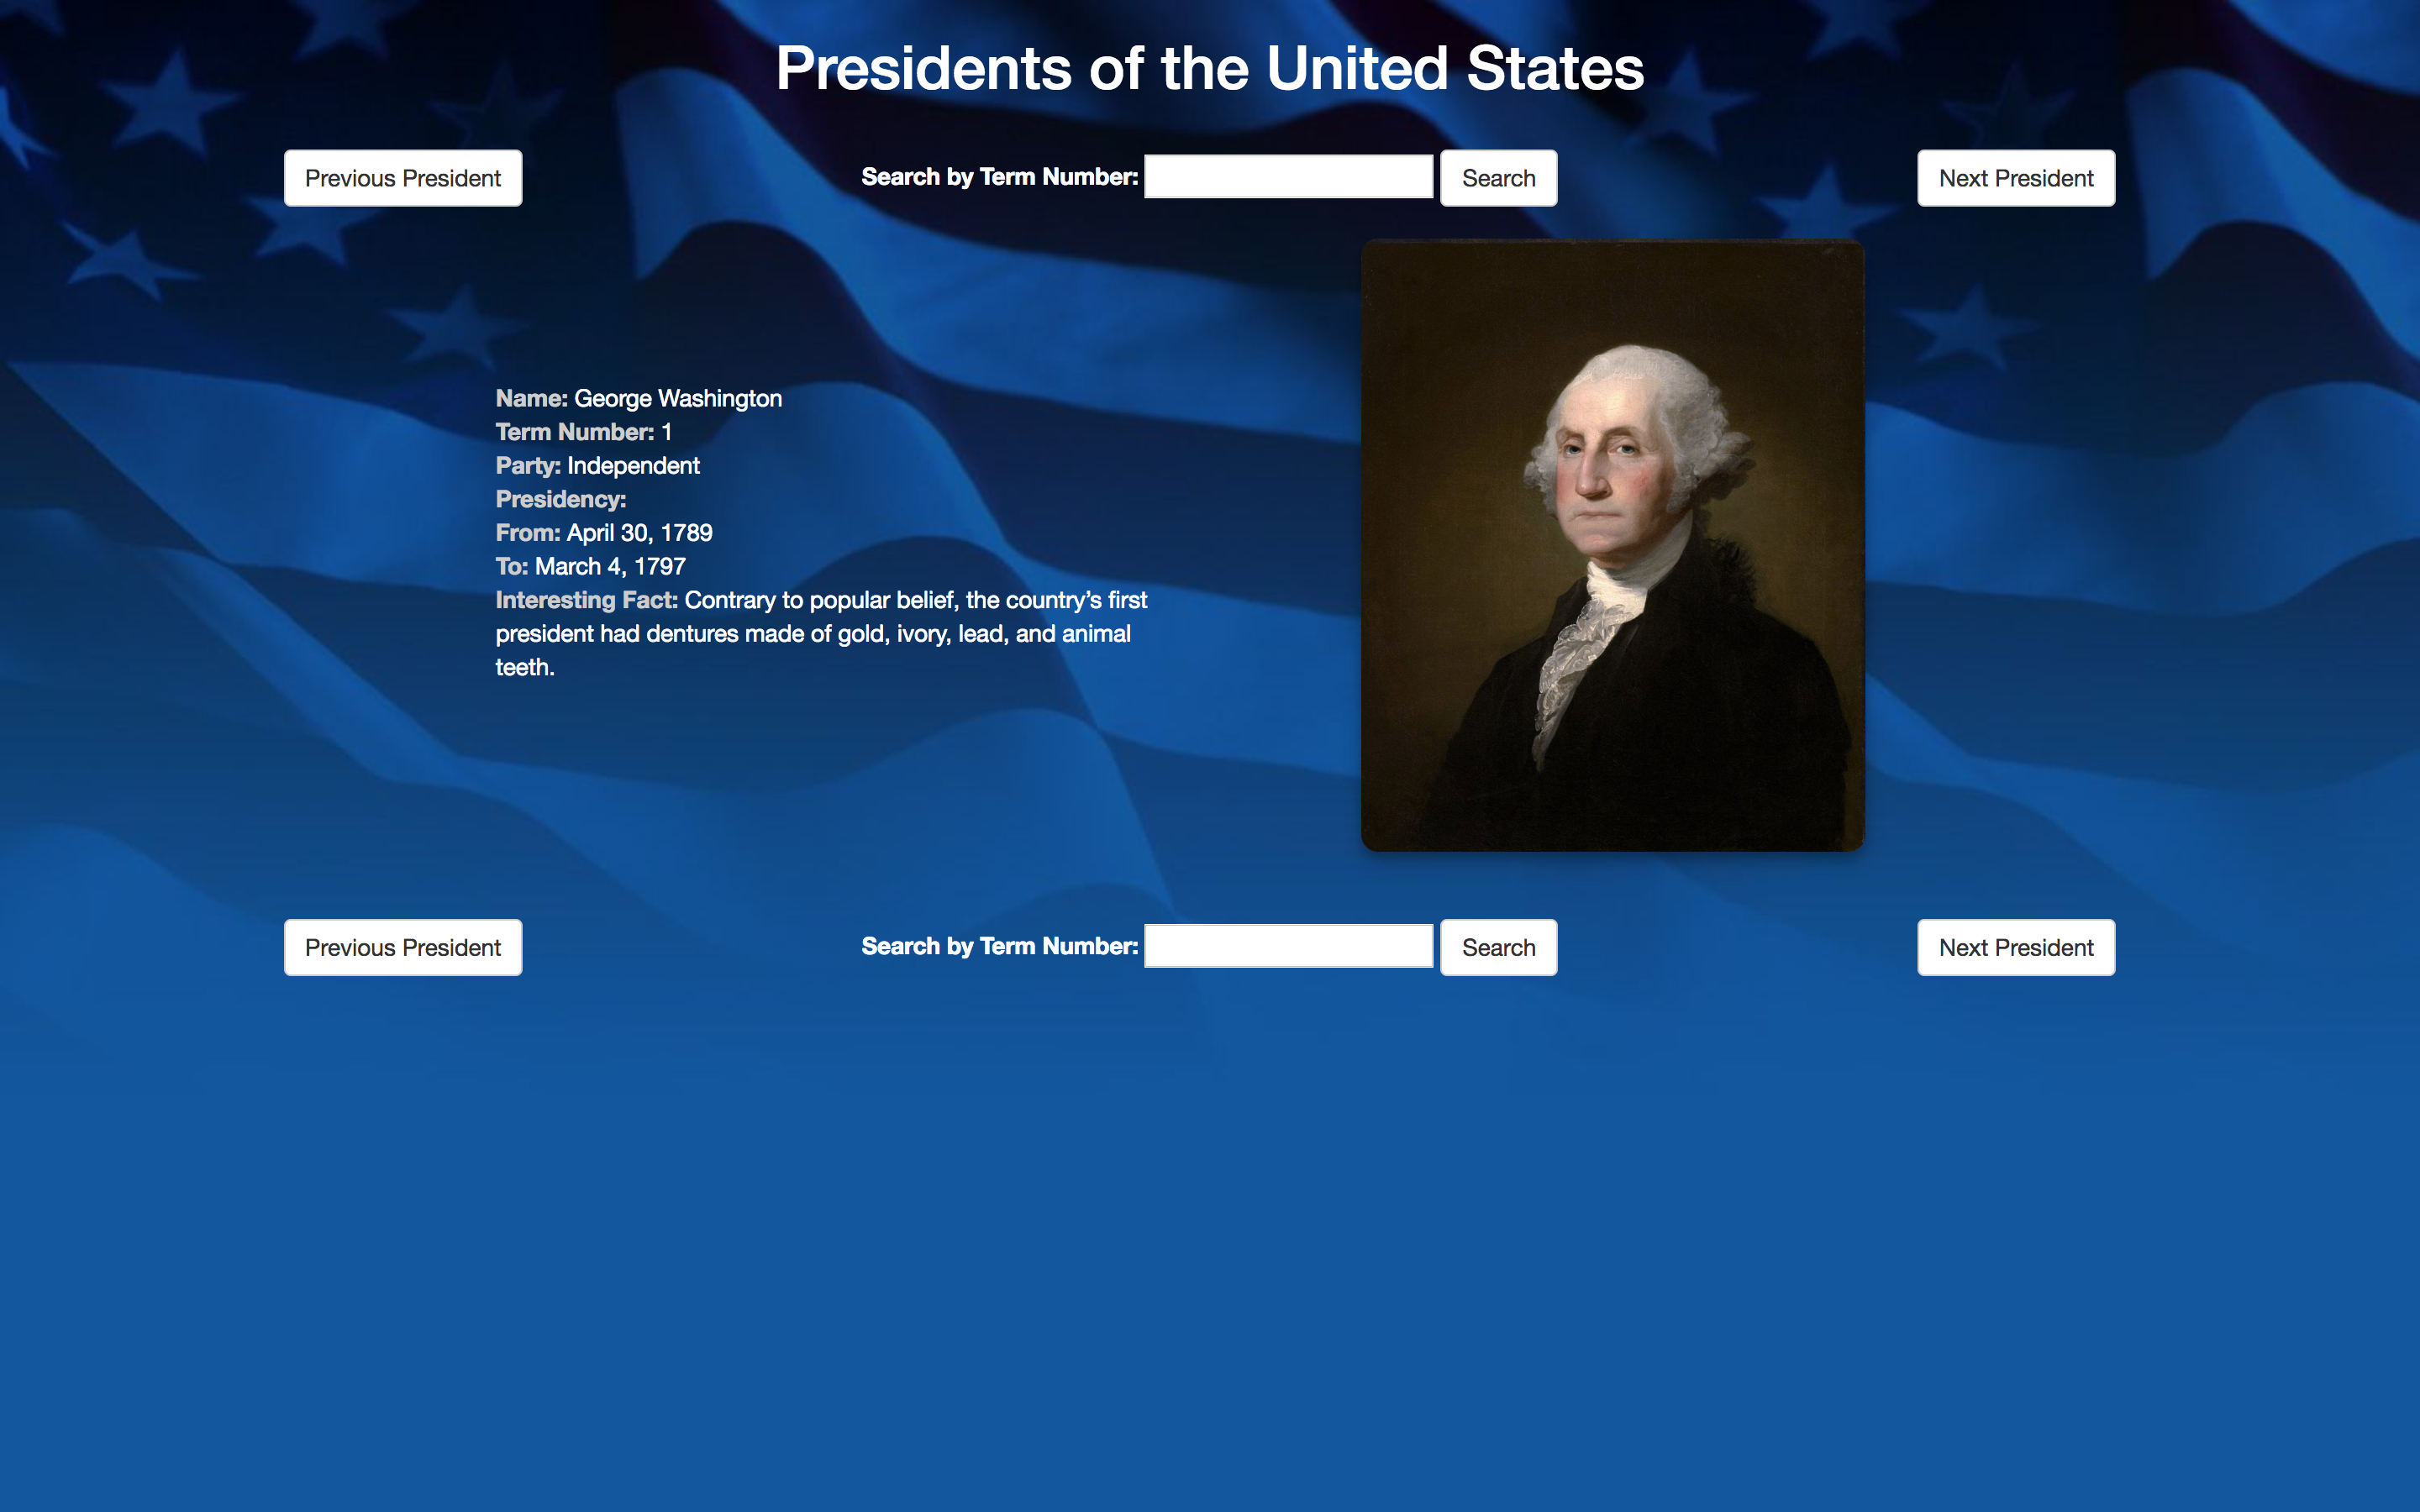 Presidents of the United States
Previous President
Search by Term Number:
Search
Next President
Name: George Washington
Term Number: 1
Party: Independent
Presidency:
From: April 30, 1789
To: March 4, 1797
Interesting Fact: Contrary to popular belief, the country’s first
president had dentures made of gold, ivory, lead, and animal
teeth.
Previous President
Search by Term Number:
Search
Next President